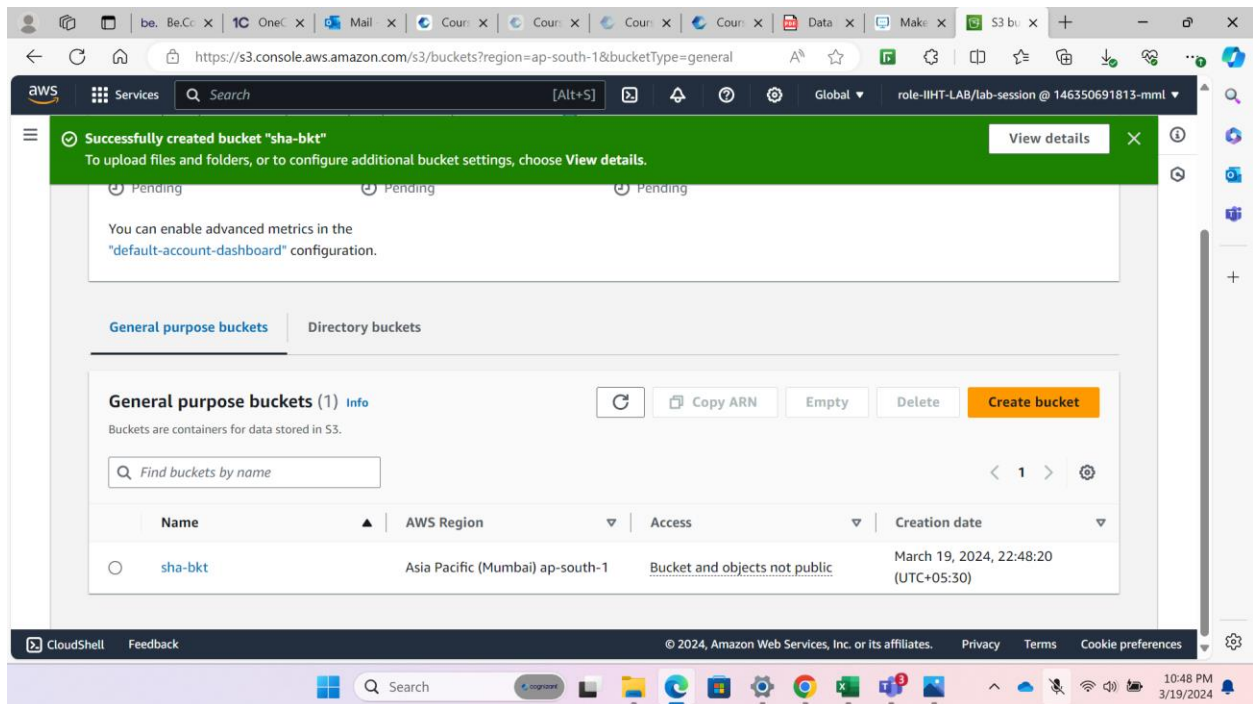 be. Be.Cc
1C OneC
Mail
Cour
Cour
Cour
Cour
Data
Make
S3 bu
https://s3.console.aws.amazon.com/s3/buckets?region=ap-south-1&bucketType=general
aws Services Search [Alt+S] Global role-IIHT-LAB/lab-session @ 146350691813-mml
Successfully created bucket "sha-bkt" View details
To upload files and folders, or to configure additional bucket settings, choose View details.
Pending Pending Pending
You can enable advanced metrics in the
"default-account-dashboard" configuration.
General purpose buckets Directory buckets
General purpose buckets (1) Info Copy ARN Empty Delete Create bucket
Buckets are containers for data stored in S3.
Find buckets by name 1
Name AWS Region Access Creation date
sha-bkt Asia Pacific (Mumbai) ap-south-1 Bucket and objects not public March 19, 2024, 22:48:20
(UTC+05:30)
CloudShell Feedback © 2024, Amazon Web Services, Inc. or its affiliates. Privacy Terms Cookie preferences
Search cognizant 3 10:48 PM
3/19/2024